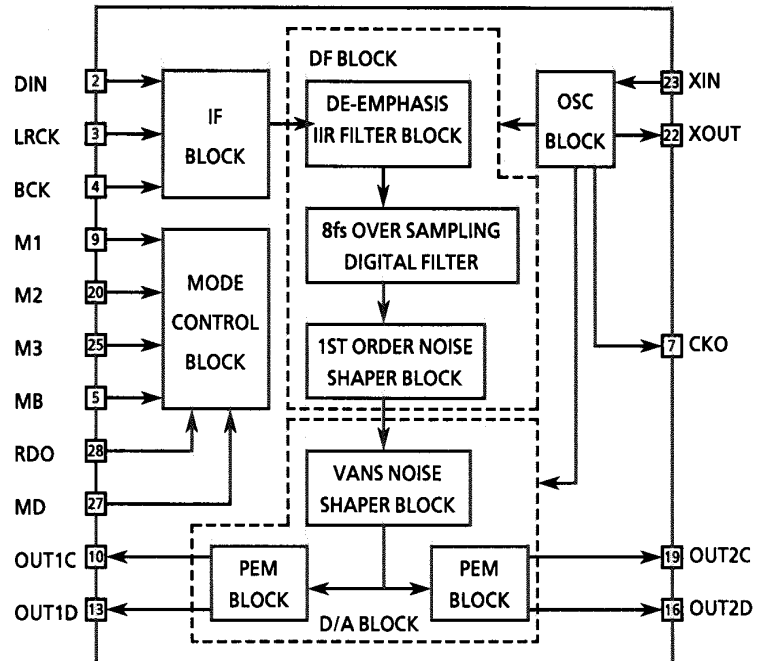 DF BLOCK
DIN 2
LRCK 3
BCK 4
IF
BLOCK
DE-EMPHASIS
IIR FILTER BLOCK
OSC
BLOCK
23 XIN
22 XOUT
M1 9
M2 20
M3 25
MB 5
RDO 28
MD 27
MODE
CONTROL
BLOCK
8fs OVER SAMPLING
DIGITAL FILTER
1ST ORDER NOISE
SHAPER BLOCK
7 CKO
VANS NOISE
SHAPER BLOCK
OUT1C 10
OUT1D 13
PEM
BLOCK
PEM
BLOCK
19 OUT2C
16 OUT2D
D/A BLOCK